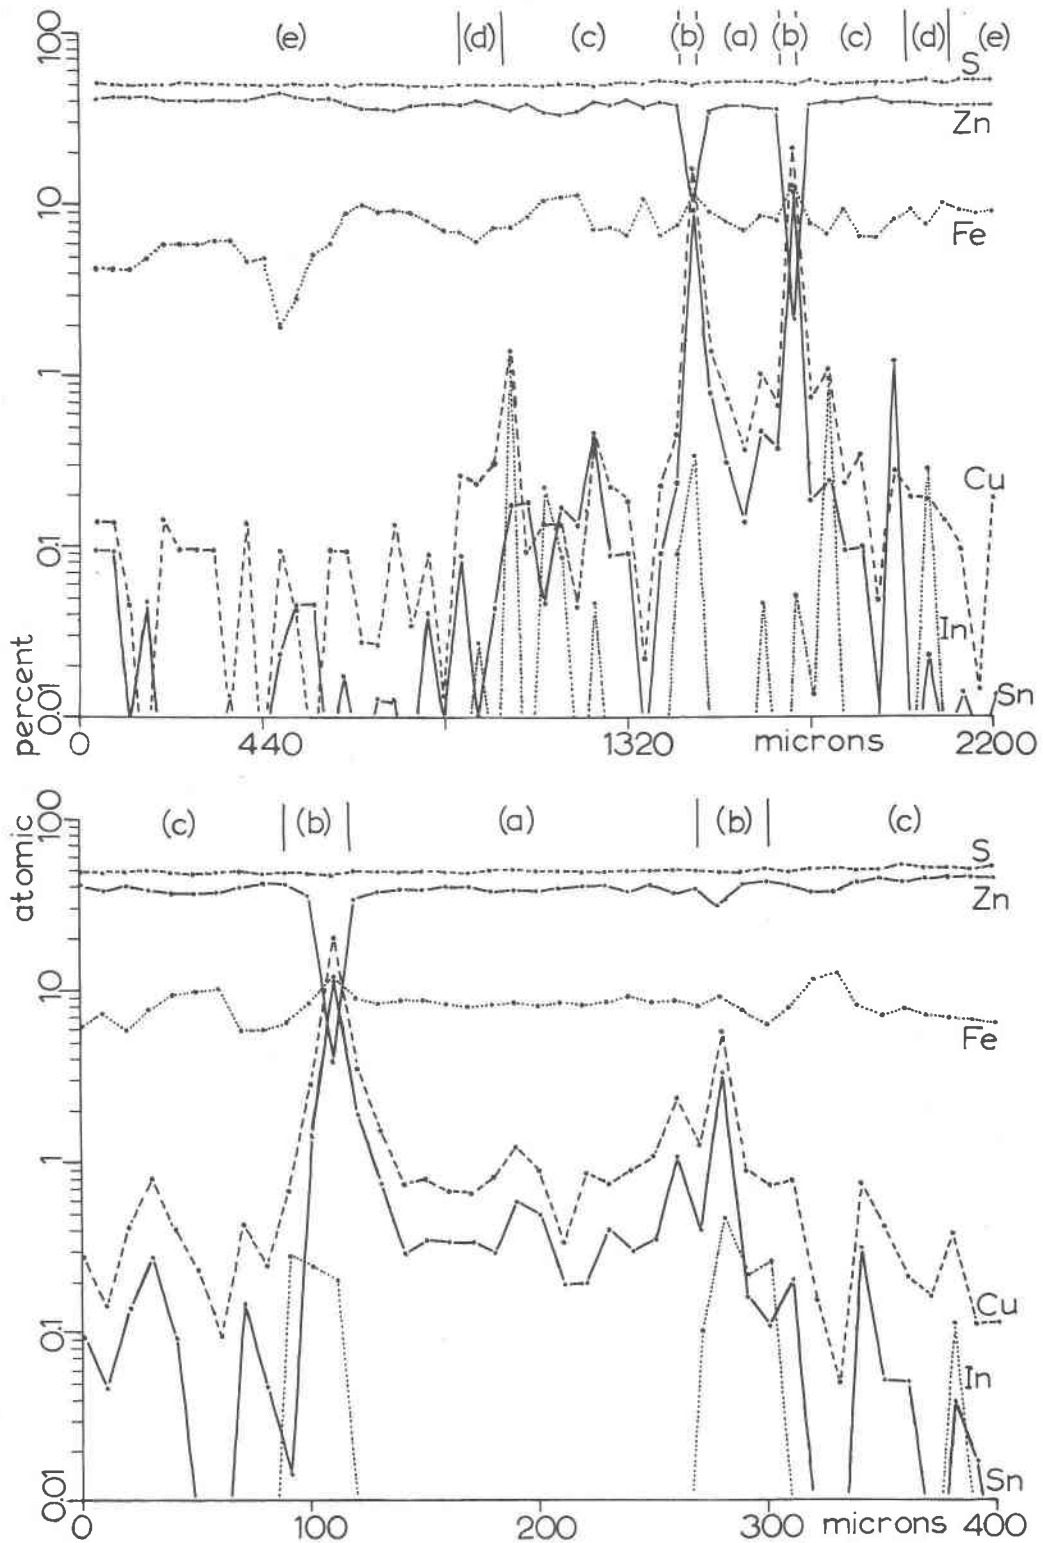 100
(e) (d) (c) (b) (a) (b) (c) (d) (e)
S
Zn
10
Fe
1
Cu
0.1
In
0.01
Sn
0 440 1320 microns 2200
atomic percent
100
(c) (b) (a) (b) (c)
S
Zn
10
Fe
1
Cu
0.1
In
0.01
Sn
0 100 200 300 microns 400